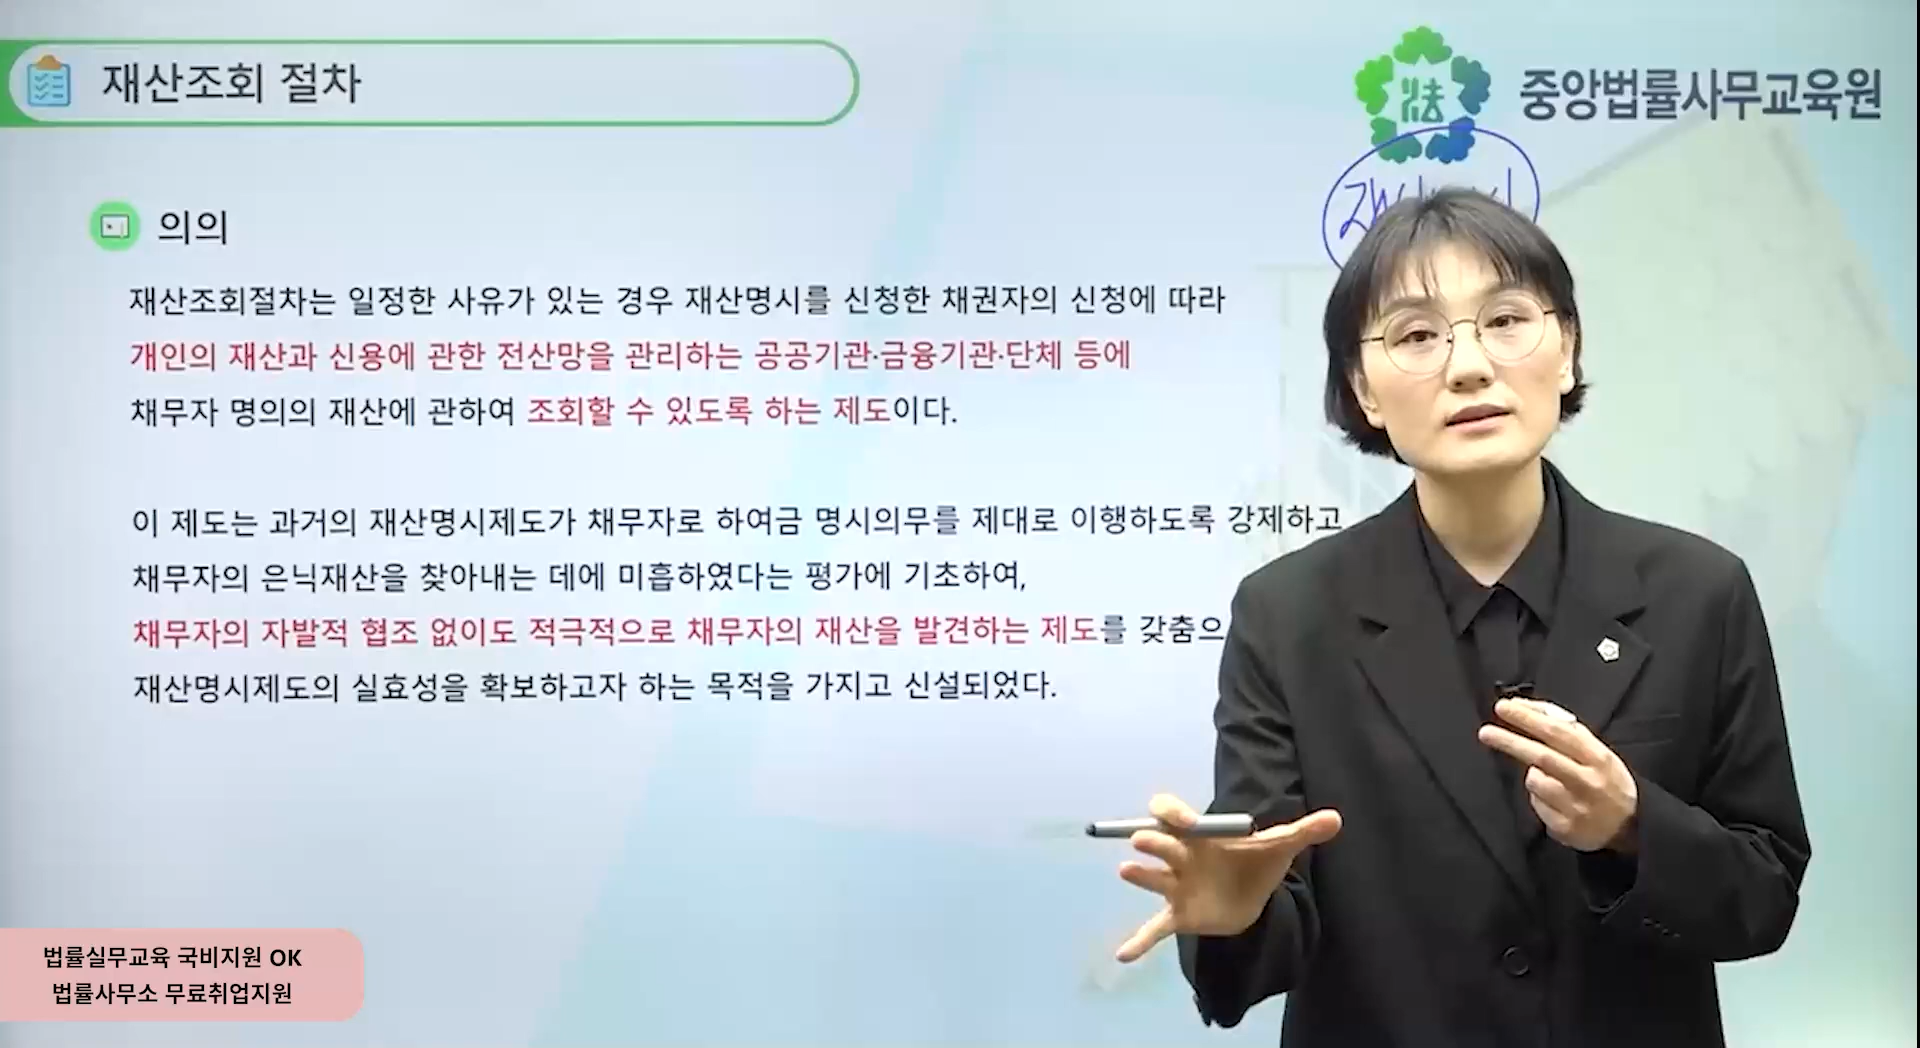 재산조회 절차
중앙법률사무교육원
의의
재산조회절차는 일정한 사유가 있는 경우 재산명시를 신청한 채권자의 신청에 따라
개인의 재산과 신용에 관한 전산망을 관리하는 공공기관·금융기관·단체 등에
채무자 명의의 재산에 관하여 조회할 수 있도록 하는 제도이다.
이 제도는 과거의 재산명시제도가 채무자로 하여금 명시의무를 제대로 이행하도록 강제하고
채무자의 은닉재산을 찾아내는 데에 미흡하였다는 평가에 기초하여,
채무자의 자발적 협조 없이도 적극적으로 채무자의 재산을 발견하는 제도를 갖춤으
재산명시제도의 실효성을 확보하고자 하는 목적을 가지고 신설되었다.
법률실무교육 국비지원 OK
법률사무소 무료취업지원